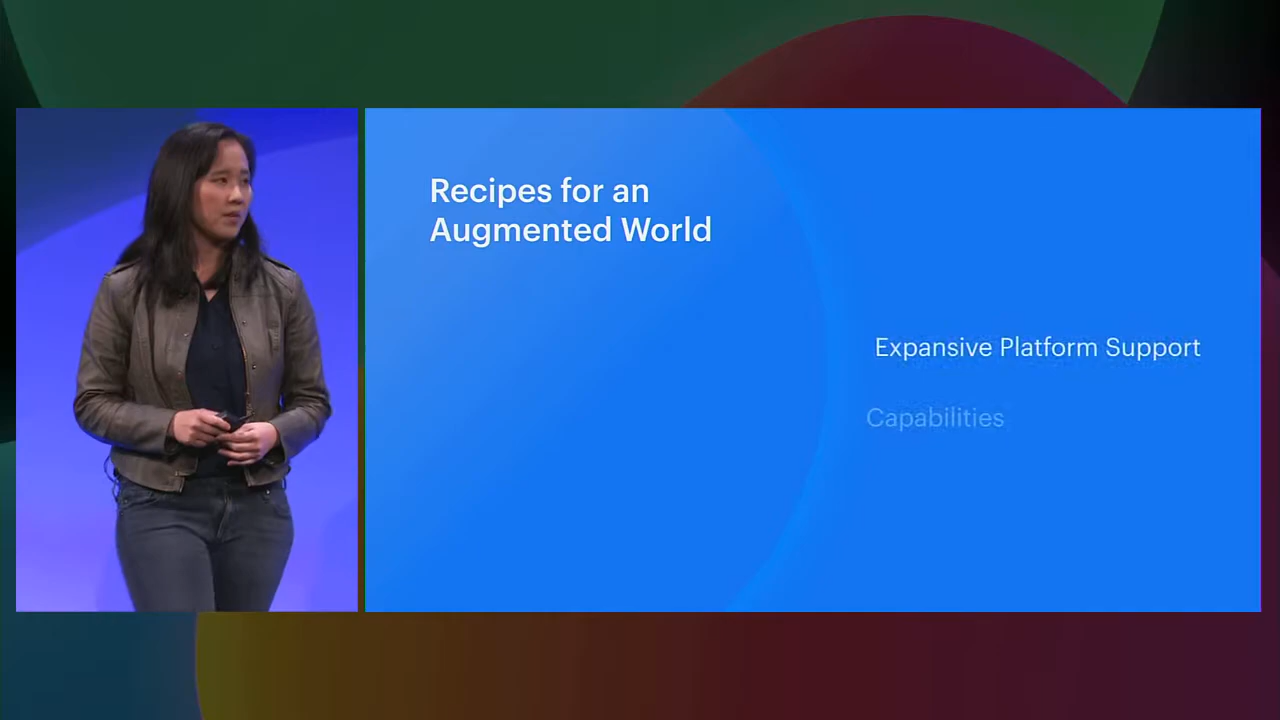 Recipes for an
Augmented World
Expansive Platform Support
Capabilities